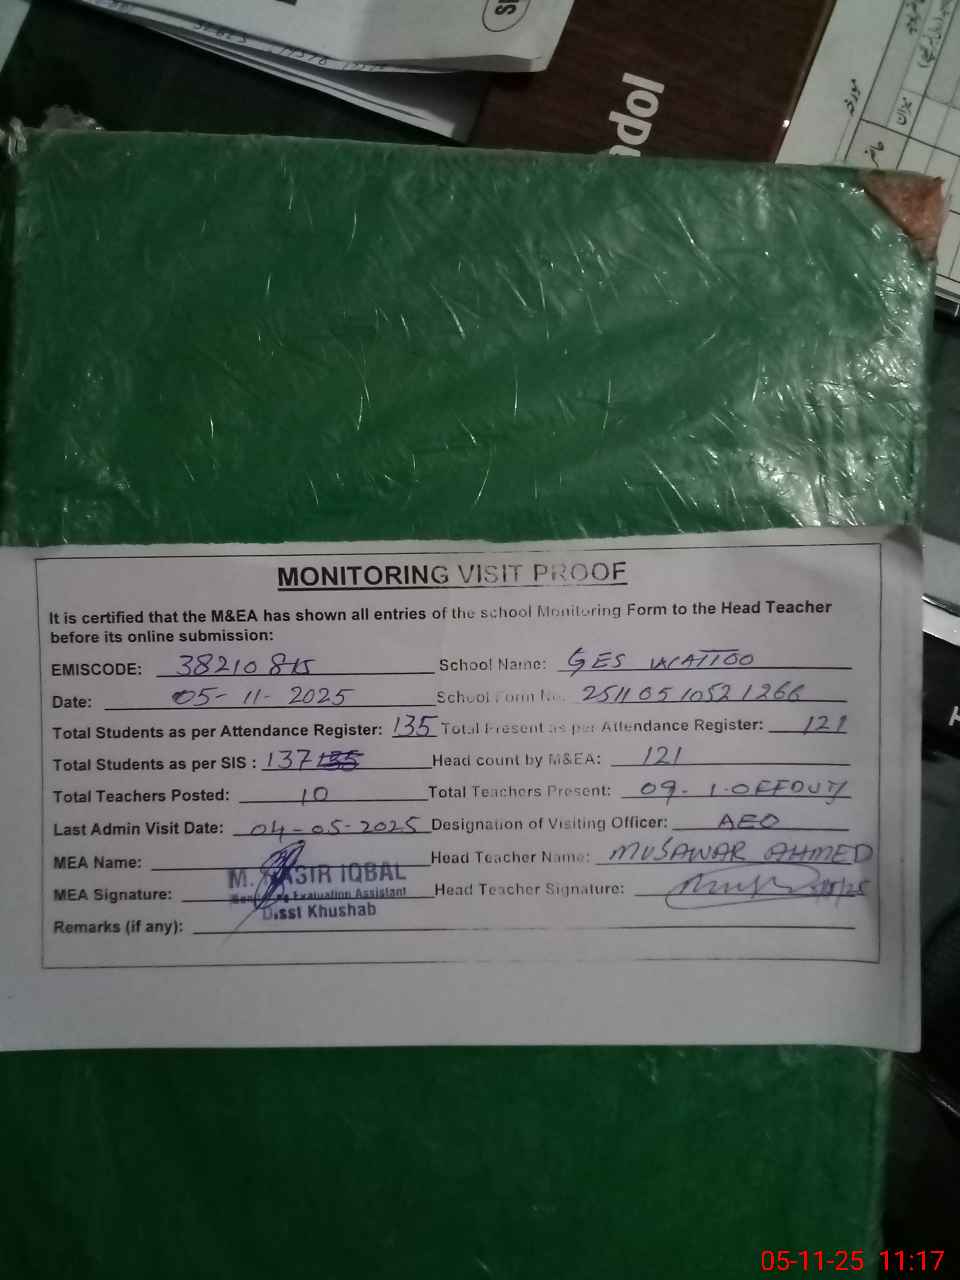 ndol
MONITORING VISIT PROOF
It is certified that the M&EA has shown all entries of the school Monitoring Form to the Head Teacher
before its online submission:
EMISCODE: 38210815 School Name: GES WATTOO
Date: 05-11-2025 School Form No. 25110510521266
Total Students as per Attendance Register: 135 Total Present as per Attendance Register: 121
Total Students as per SIS : 137 135 Head count by M&EA: 121
Total Teachers Posted: 10 Total Teachers Present: 09- 1-OFFDUTY
Last Admin Visit Date: 04-05-2025 Designation of Visiting Officer: AEO
MEA Name: Head Teacher Name: MUSAWAR AHMED
M. IQBAL
MEA Signature: Evaluation Assistant Head Teacher Signature:
Disst Khushab
Remarks (if any):
05-11-25 11:17